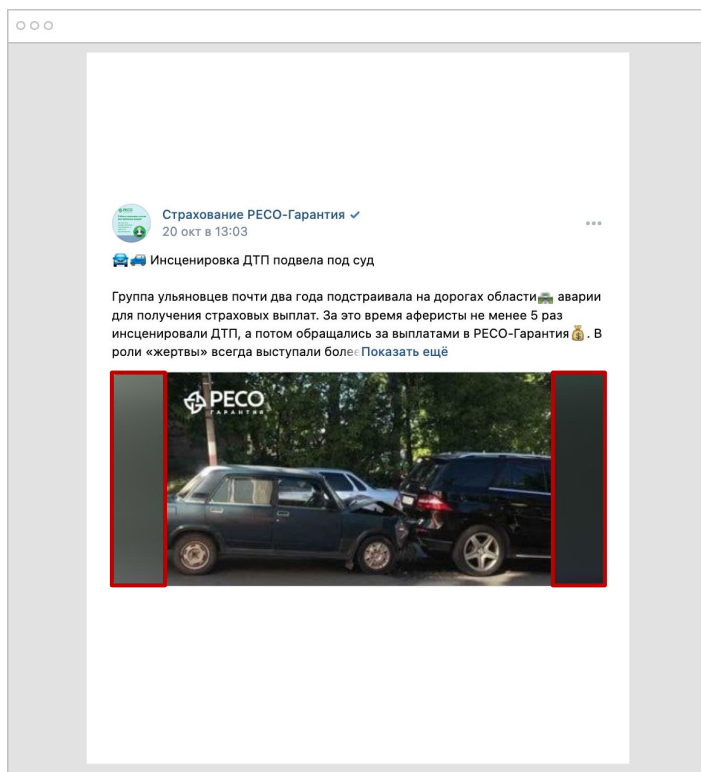 Страхование РЕСО-Гарантия
20 окт в 13:03
Инсценировка ДТП подвела под суд
Группа ульяновцев почти два года подстраивала на дорогах области аварии
для получения страховых выплат. За это время аферисты не менее 5 раз
инсценировали ДТП, а потом обращались за выплатами в РЕСО-Гарантия. В
роли «жертвы» всегда выступали более Показать ещё
РЕСО
ГАРАНТИЯ